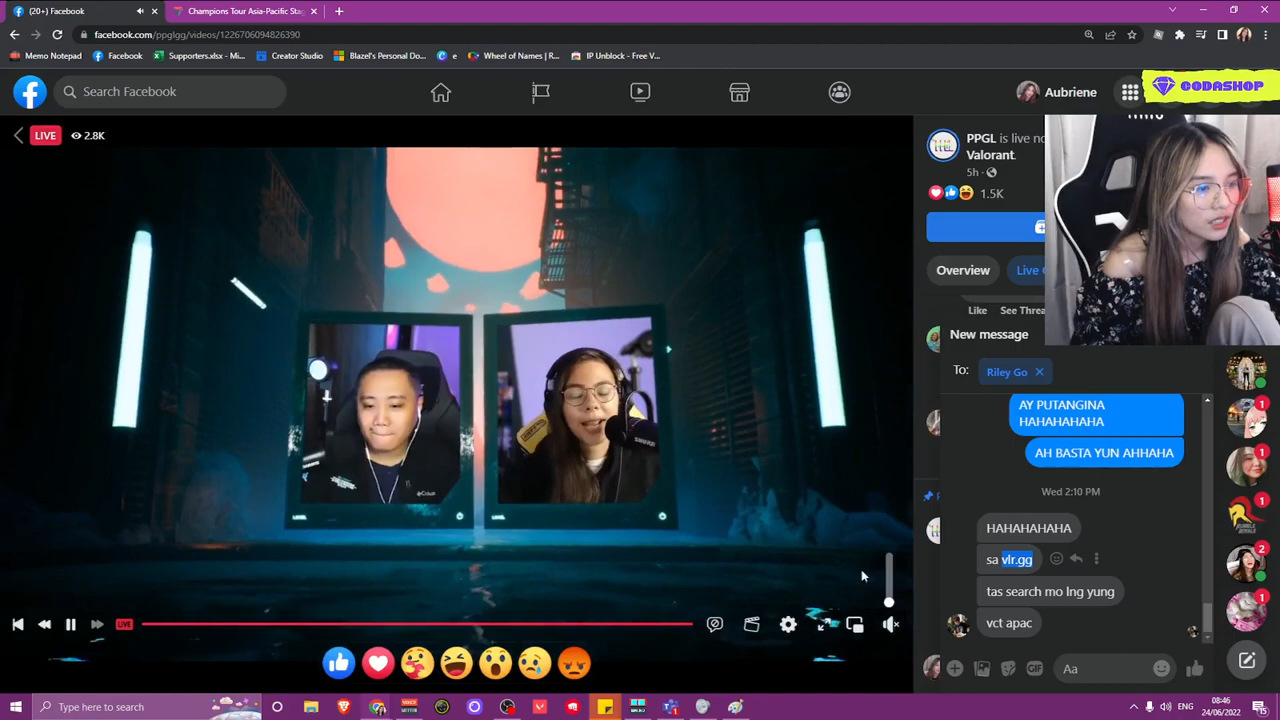 (20+) Facebook
Champions Tour Asia-Pacific Stag
facebook.com/ppglgg/videos/1226706094826390
Memo Notepad
Facebook
Supporters.xlsx - Mi...
Creator Studio
Blazel's Personal Do...
e
Wheel of Names | R...
IP Unblock - Free V...
Search Facebook
Aubriene
CODASHOP
LIVE
2.8K
PPGL is live no
Valorant.
5h
1.5K
Overview
Live
Like
See Threa
New message
To:
Riley Go
AY PUTANGINA
HAHAHAHAHA
AH BASTA YUN AHHAHA
Wed 2:10 PM
HAHAHAHAHA
sa vlr.gg
tas search mo lng yung
vct apac
LIVE
GIF
Aa
Type here to search
08:46
24/06/2022